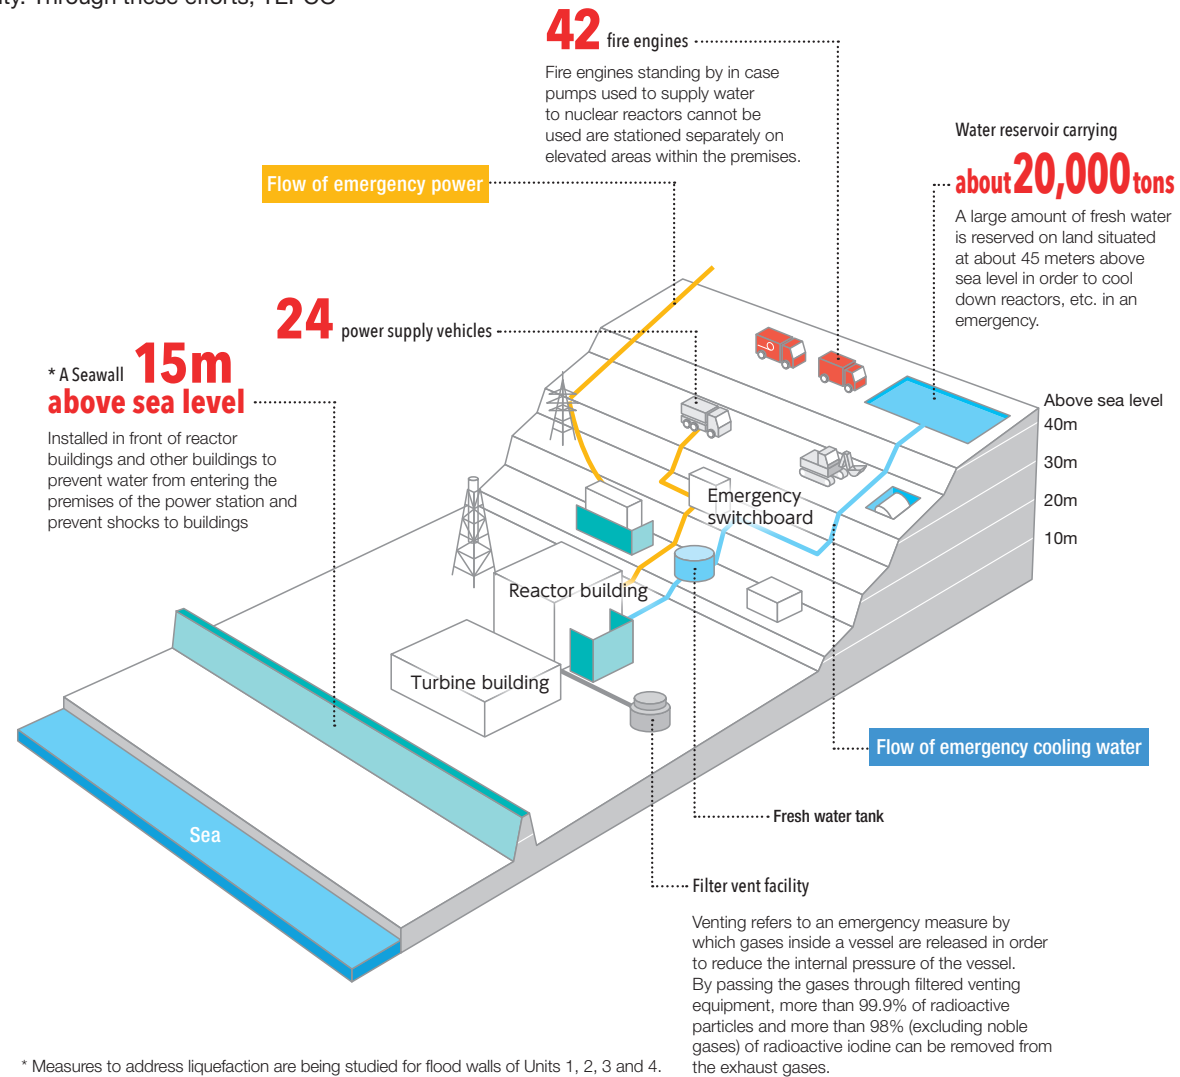 42 fire engines
Fire engines standing by in case
pumps used to supply water
to nuclear reactors cannot be
used are stationed separately on
elevated areas within the premises.
Water reservoir carrying
about 20,000 tons
A large amount of fresh water
is reserved on land situated
at about 45 meters above
sea level in order to cool
down reactors, etc. in an
emergency.
Flow of emergency power
24 power supply vehicles
* A Seawall 15m
above sea level
Installed in front of reactor
buildings and other buildings to
prevent water from entering the
premises of the power station and
prevent shocks to buildings
Above sea level
40m
30m
20m
10m
Emergency
switchboard
Reactor building
Turbine building
Flow of emergency cooling water
Sea
Fresh water tank
Filter vent facility
Venting refers to an emergency measure by
which gases inside a vessel are released in order
to reduce the internal pressure of the vessel.
By passing the gases through filtered venting
equipment, more than 99.9% of radioactive
particles and more than 98% (excluding noble
gases) of radioactive iodine can be removed from
the exhaust gases.
* Measures to address liquefaction are being studied for flood walls of Units 1, 2, 3 and 4.